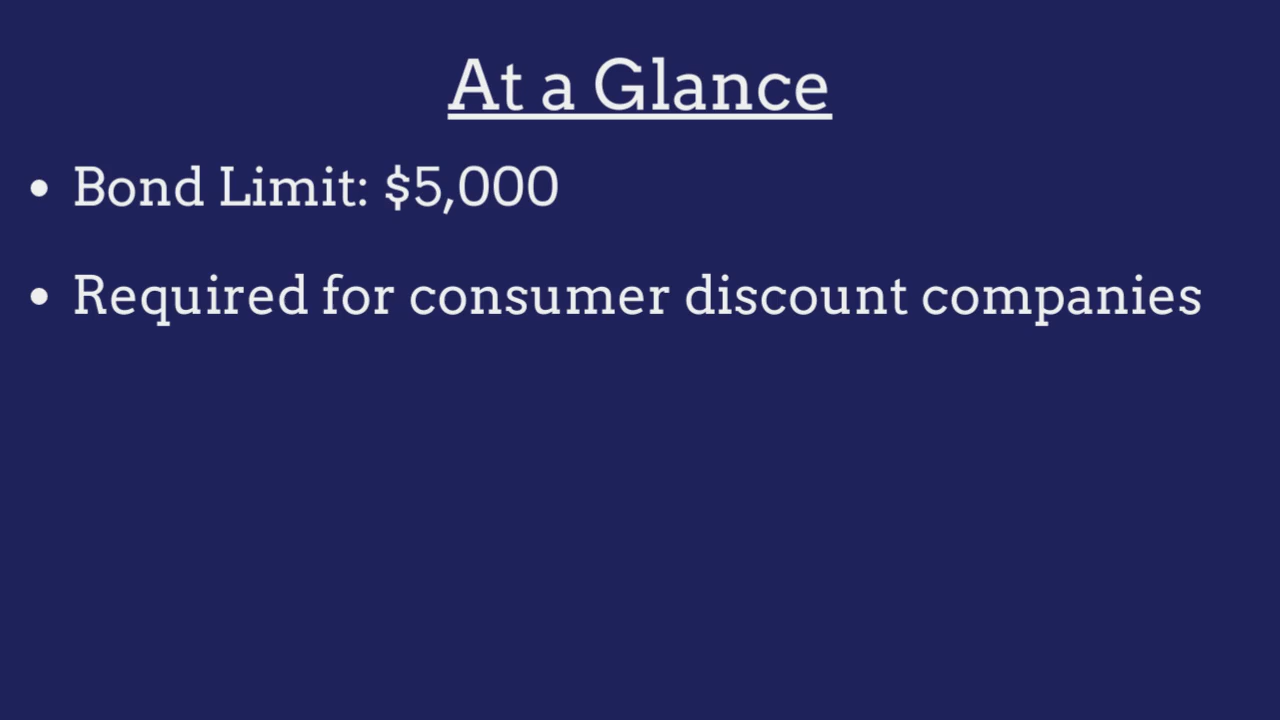 At a Glance
• Bond Limit: $5,000
• Required for consumer discount companies